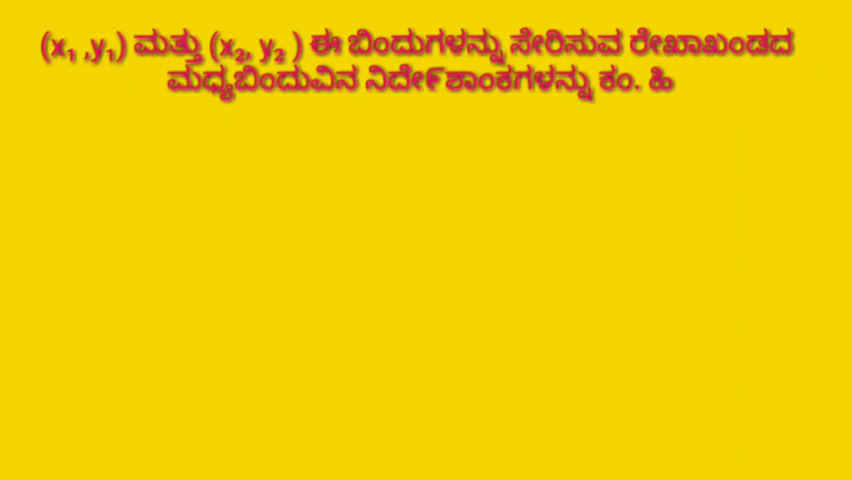 (x₁ ,y₁) ಮತ್ತು (x₂, y₂ ) ಈ ಬಿಂದುಗಳನ್ನು ಸೇರಿಸುವ ರೇಖಾಖಂಡದ
ಮಧ್ಯಬಿಂದುವಿನ ನಿರ್ದೇಶಾಂಕಗಳನ್ನು ಕಂ. ಹಿ